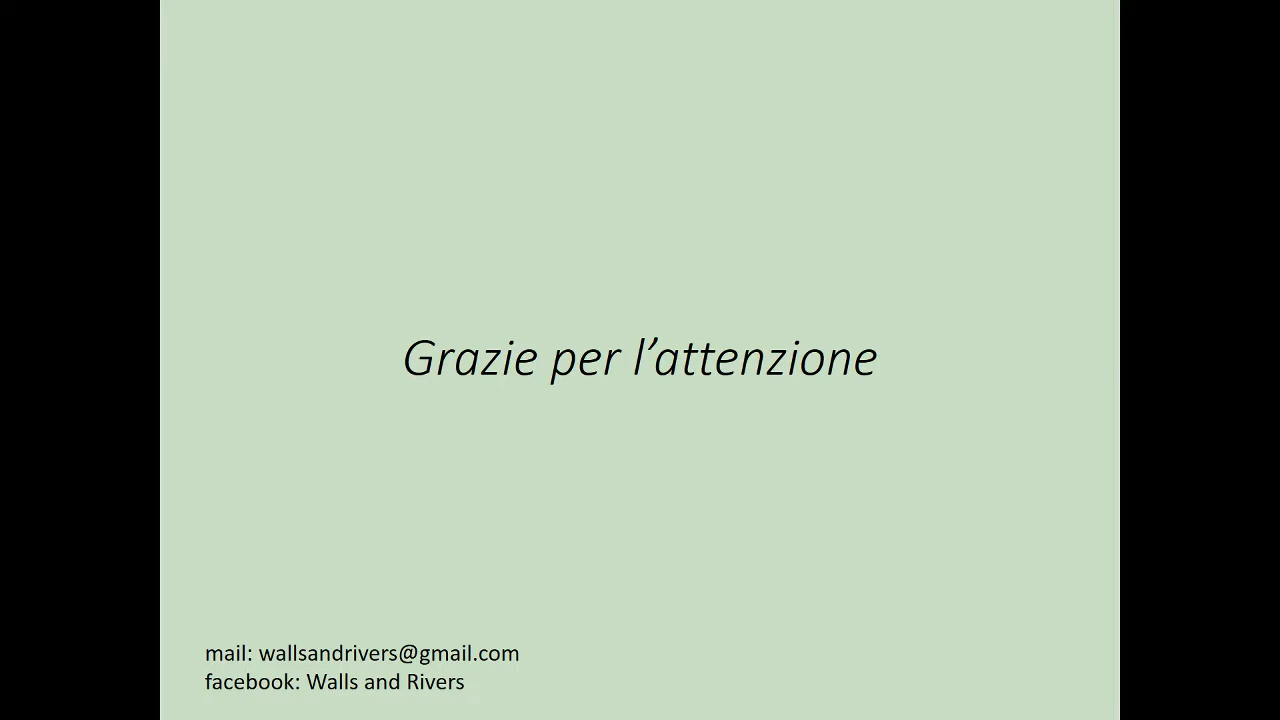 Grazie per l’attenzione
mail: wallsandrivers@gmail.com
facebook: Walls and Rivers